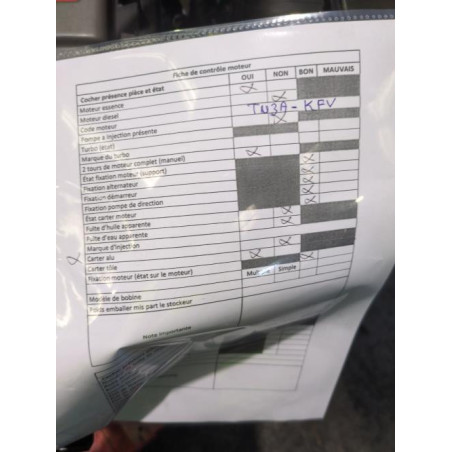 Fiche de contrôle moteur
Cocher présence pièce et état OUI NON BON MAUVAIS
Moteur essence
Moteur diesel
Code moteur TU3A - KFV
Pompe a injection présente
Turbo (etat)
Marque du turbo
2 tours de moteur complet (manuel)
État fixation moteur (support)
Fixation alternateur
Fixation démarreur
Fixation pompe de direction
État carter moteur
Fuite d'huile apparente
Fuite d'eau apparente
Marque d'injection
Carter alu
Carter tôle
Fixation moteur (état sur le moteur)
Simple
Modèle de bobine
Poids emballer mis part le stockeur
Note importante